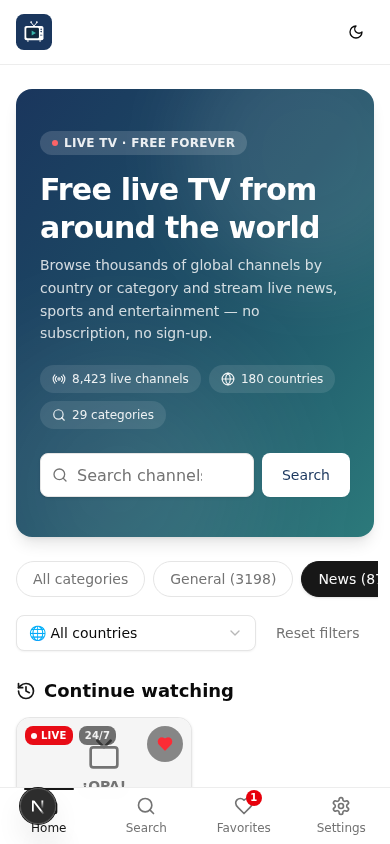 LIVE TV · FREE FOREVER
Free live TV from
around the world
Browse thousands of global channels by
country or category and stream live news,
sports and entertainment — no
subscription, no sign-up.
8,423 live channels
180 countries
29 categories
Search channels
Search
All categories
General (3198)
News (87
All countries
Reset filters
Continue watching
LIVE
24/7
¡OPA!
N
1
Home
Search
Favorites
Settings